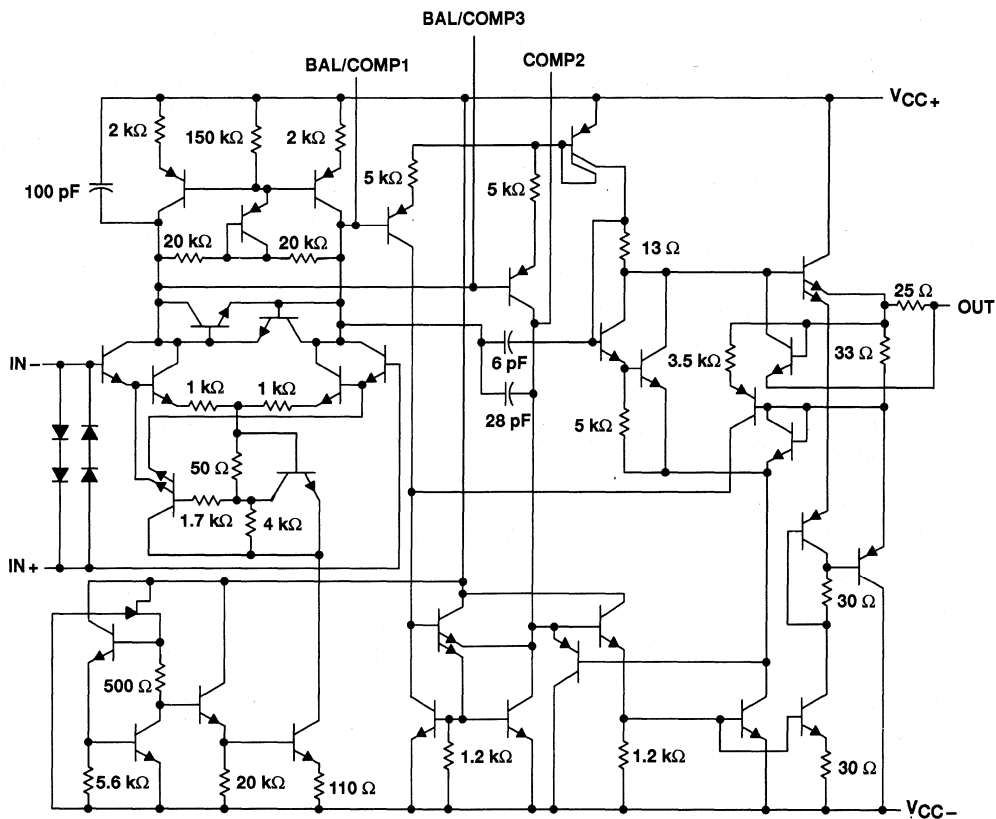 BAL/COMP3
BAL/COMP1
COMP2
VCC+
2 kΩ
150 kΩ
2 kΩ
100 pF
5 kΩ
5 kΩ
20 kΩ
20 kΩ
13 Ω
25 Ω
OUT
IN−
6 pF
3.5 kΩ
33 Ω
1 kΩ
1 kΩ
28 pF
5 kΩ
50 Ω
1.7 kΩ
4 kΩ
IN+
30 Ω
500 Ω
5.6 kΩ
20 kΩ
110 Ω
1.2 kΩ
1.2 kΩ
30 Ω
VCC−